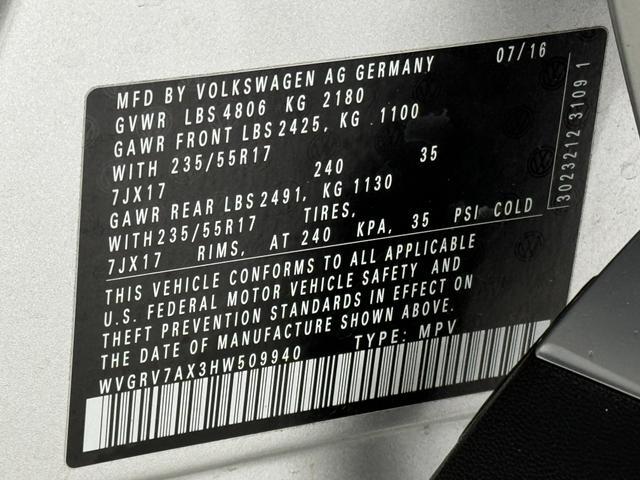 MFD BY VOLKSWAGEN AG GERMANY 07/16
GVWR LBS 4806 KG 2180
GAWR FRONT LBS 2425, KG 1100
WITH 235/55R17
7JX17 240 35
GAWR REAR LBS 2491, KG 1130
WITH 235/55R17 TIRES,
7JX17 RIMS, AT 240 KPA, 35 PSI COLD
THIS VEHICLE CONFORMS TO ALL APPLICABLE
U.S. FEDERAL MOTOR VEHICLE SAFETY AND
THEFT PREVENTION STANDARDS IN EFFECT ON
THE DATE OF MANUFACTURE SHOWN ABOVE.
WVGRV7AX3HW509940 TYPE: MPV
3023212 3109 1